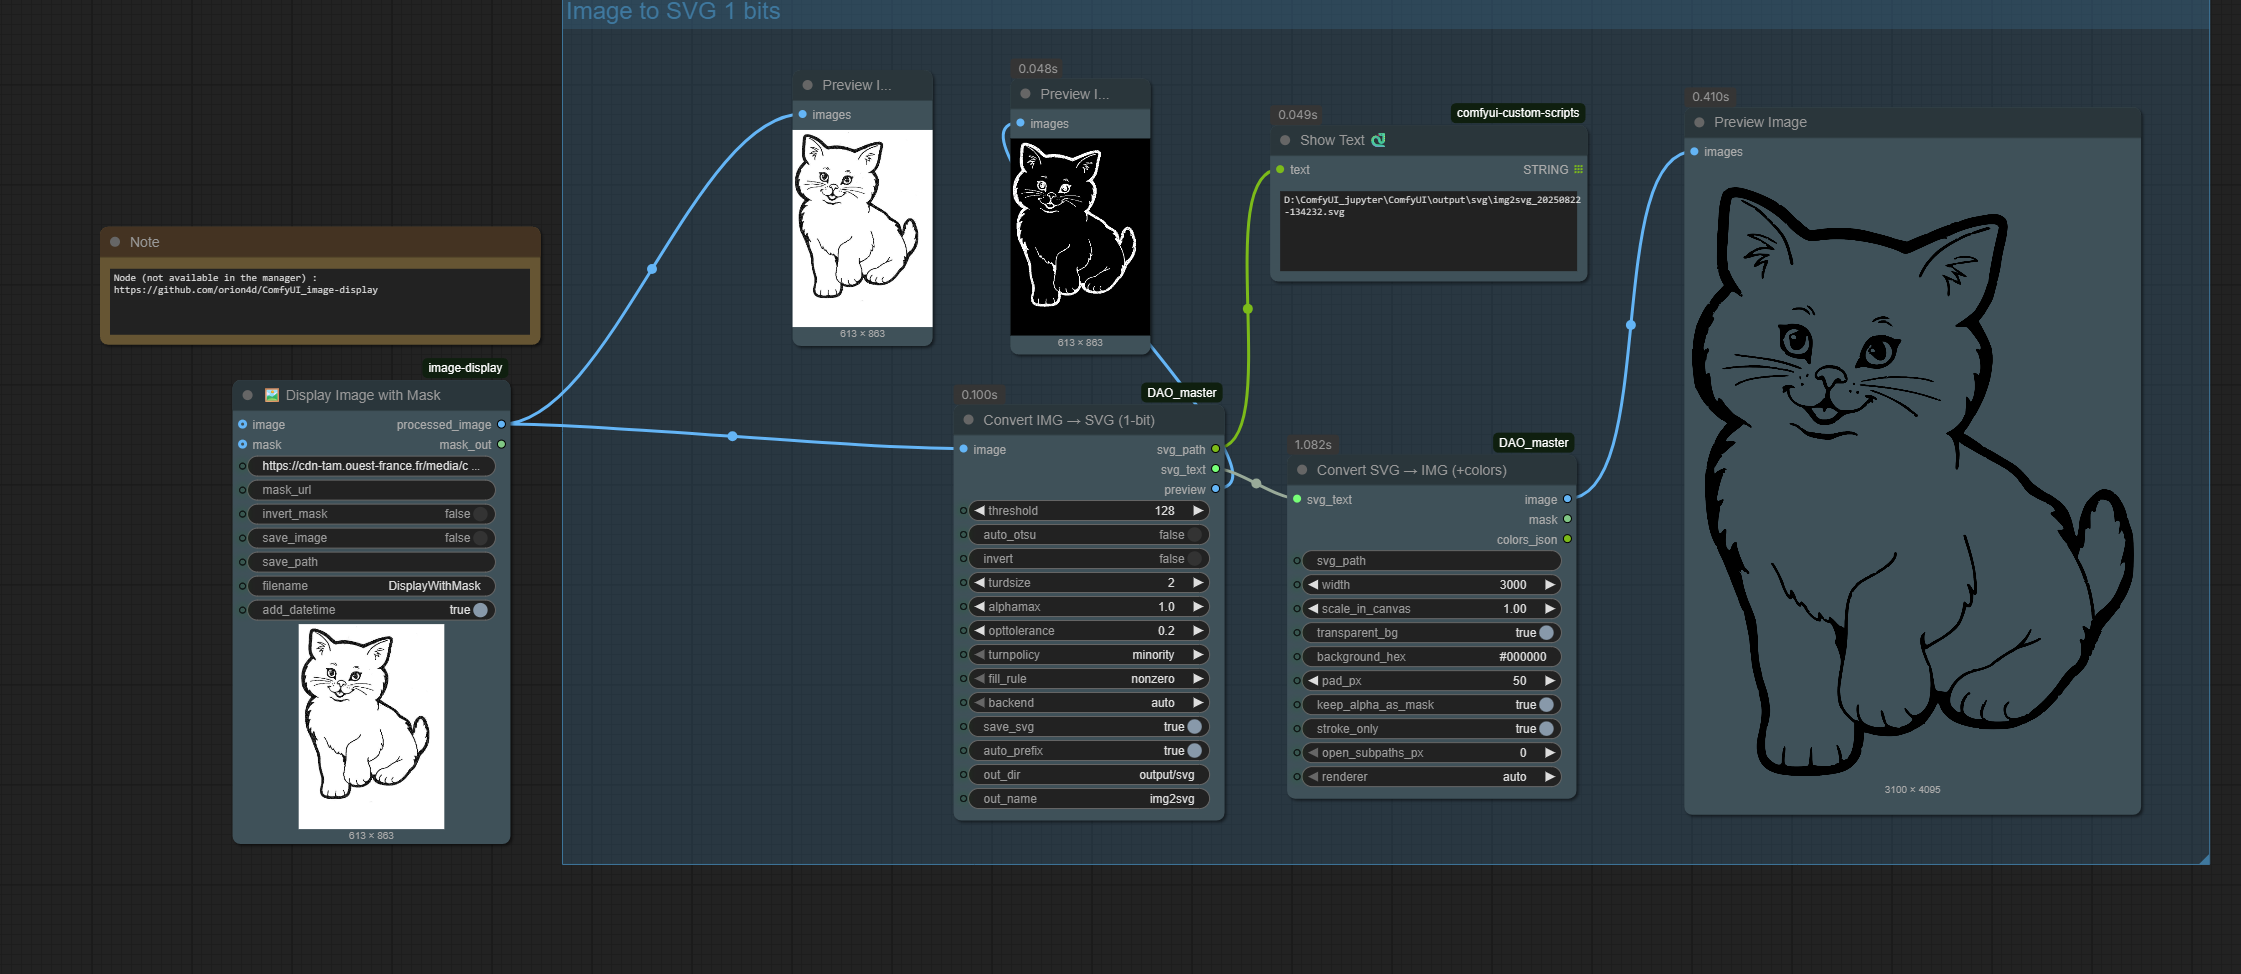 Image to SVG 1 bits
Note
Node (not available in the manager) :
https://github.com/orion4d/ComfyUI_image-display
image-display
Display Image with Mask
image
processed_image
mask
mask_out
https://cdn-tam.ouest-france.fr/media/c ...
mask_url
invert_mask false
save_image false
save_path
filename DisplayWithMask
add_datetime true
613 × 863
Preview I...
images
613 × 863
0.048s
Preview I...
images
613 × 863
0.100s
DAO_master
Convert IMG → SVG (1-bit)
image
svg_path
svg_text
preview
threshold 128
auto_otsu false
invert false
turdsize 2
alphamax 1.0
opttolerance 0.2
turnpolicy minority
fill_rule nonzero
backend auto
save_svg true
auto_prefix true
out_dir output/svg
out_name img2svg
0.049s
comfyui-custom-scripts
Show Text
text
STRING
D:\ComfyUI_jupyter\ComfyUI\output\svg\img2svg_20250822
-134232.svg
1.082s
DAO_master
Convert SVG → IMG (+colors)
svg_text
image
mask
colors_json
svg_path
width 3000
scale_in_canvas 1.00
transparent_bg true
background_hex #000000
pad_px 50
keep_alpha_as_mask true
stroke_only true
open_subpaths_px 0
renderer auto
0.410s
Preview Image
images
3100 × 4095